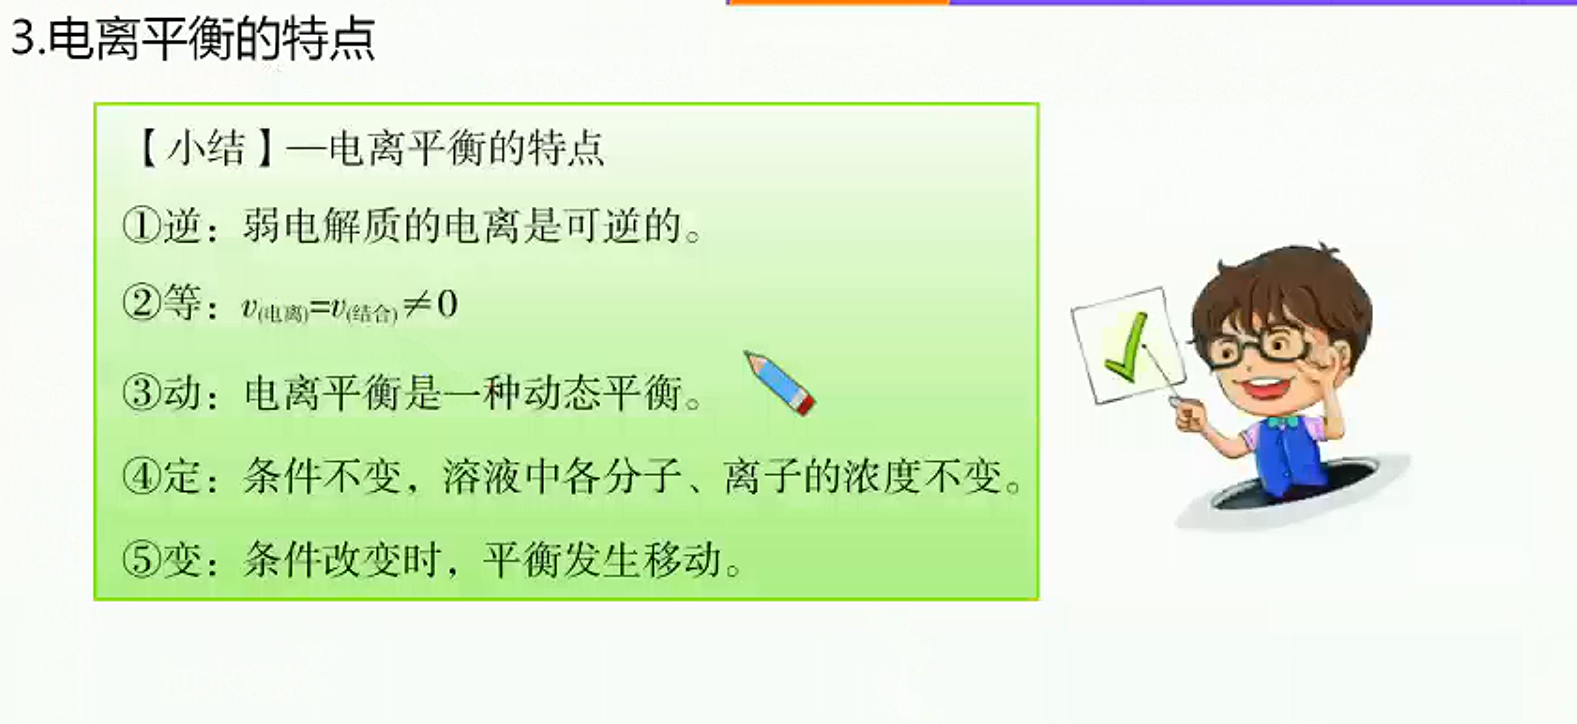 3.电离平衡的特点
【小结】—电离平衡的特点
①逆：弱电解质的电离是可逆的。
②等：v(电离)=v(结合)≠0
③动：电离平衡是一种动态平衡。
④定：条件不变，溶液中各分子、离子的浓度不变。
⑤变：条件改变时，平衡发生移动。